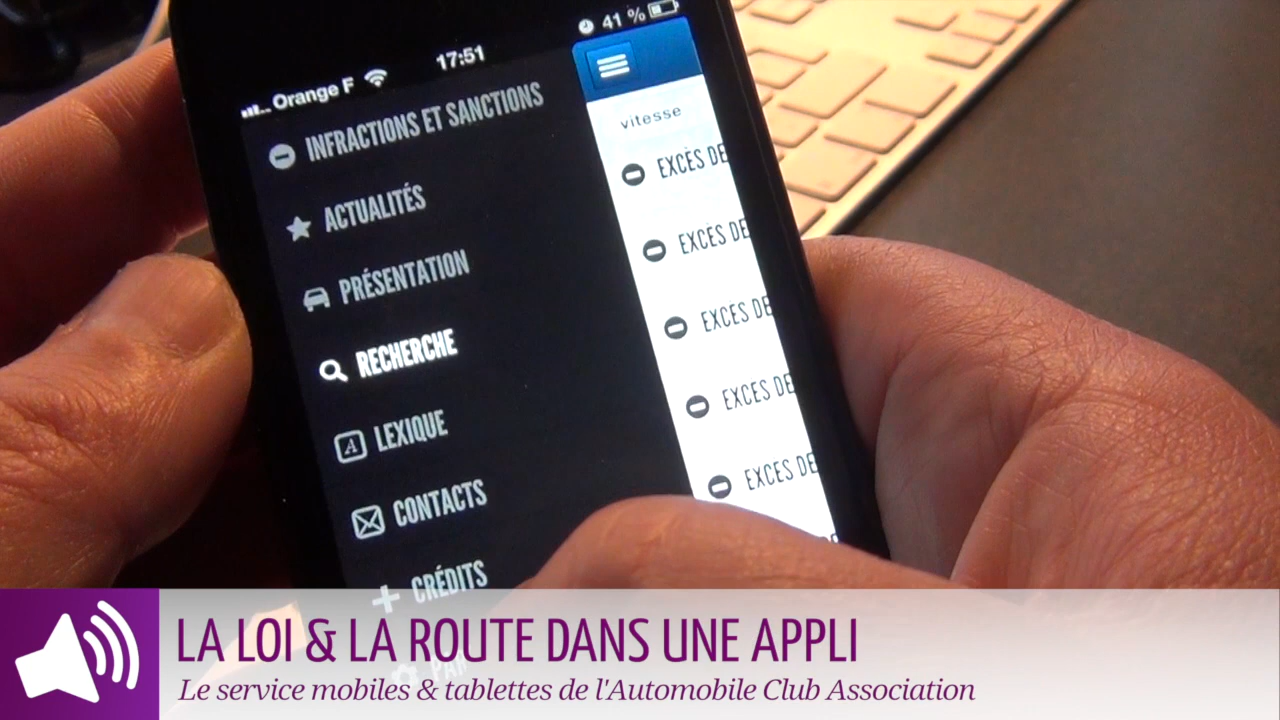 Orange F 17:51 41 %
INFRACTIONS ET SANCTIONS
ACTUALITÉS
PRÉSENTATION
RECHERCHE
A LEXIQUE
CONTACTS
CRÉDITS
vitesse
EXCÈS DE
EXCÈS DE
EXCÈS DE
EXCÈS DE
EXCÈS DE
LA LOI & LA ROUTE DANS UNE APPLI
Le service mobiles & tablettes de l'Automobile Club Association